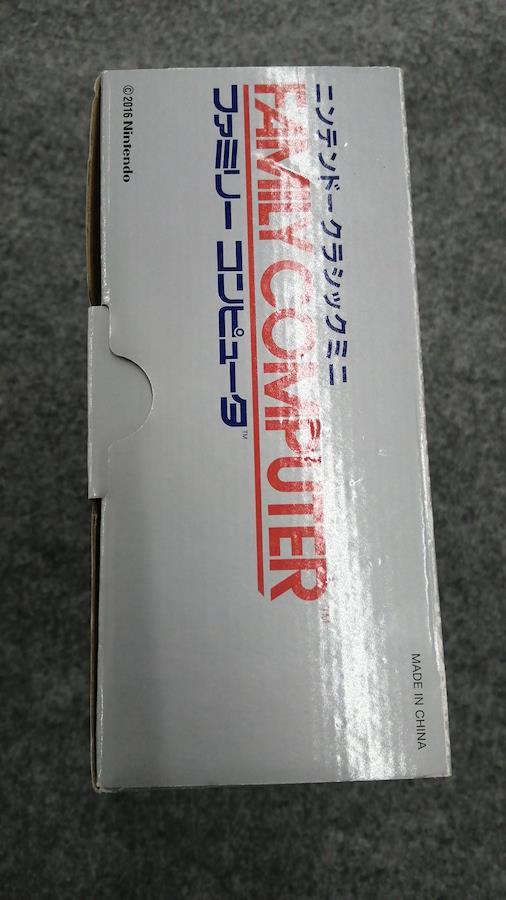 ニンテンドークラシックミニ
FAMILY COMPUTER™
ファミリー コンピュータ™
©2016 Nintendo
MADE IN CHINA